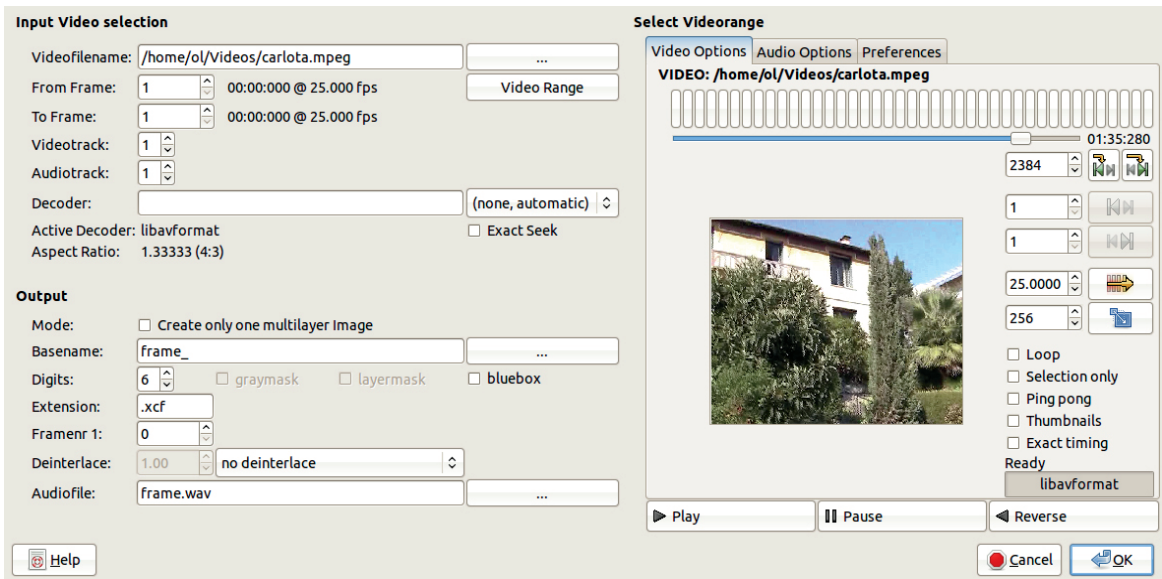 Input Video selection
Videofilename: /home/ol/Videos/carlota.mpeg ...
From Frame: 1 00:00:000 @ 25.000 fps Video Range
To Frame: 1 00:00:000 @ 25.000 fps
Videotrack: 1
Audiotrack: 1
Decoder: (none, automatic)
Active Decoder: libavformat Exact Seek
Aspect Ratio: 1.33333 (4:3)
Output
Mode: Create only one multilayer Image
Basename: frame_ ...
Digits: 6 graymask layermask bluebox
Extension: .xcf
Framenr 1: 0
Deinterlace: 1.00 no deinterlace
Audiofile: frame.wav ...
Help
Select Videorange
Video Options Audio Options Preferences
VIDEO: /home/ol/Videos/carlota.mpeg
01:35:280
2384
1
1
25.0000
256
Loop
Selection only
Ping pong
Thumbnails
Exact timing
Ready
libavformat
Play Pause Reverse
Cancel OK